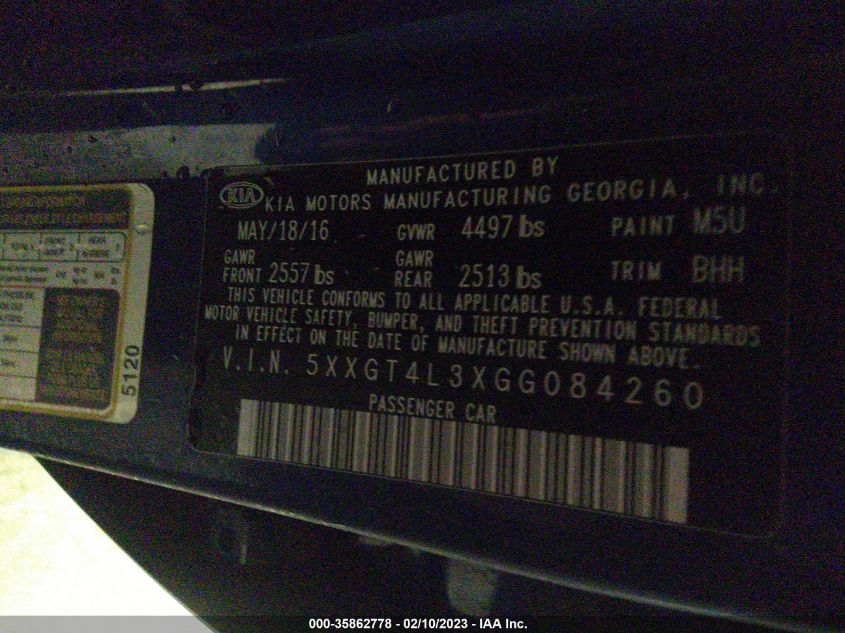 MANUFACTURED BY
KIA KIA MOTORS MANUFACTURING GEORGIA, INC.
MAY/18/16 GVWR 4497 lbs PAINT M5U
GAWR FRONT 2557 lbs GAWR REAR 2513 lbs TRIM BHH
THIS VEHICLE CONFORMS TO ALL APPLICABLE U.S.A. FEDERAL
MOTOR VEHICLE SAFETY, BUMPER, AND THEFT PREVENTION STANDARDS
IN EFFECT ON THE DATE OF MANUFACTURE SHOWN ABOVE.
V.I.N. 5XXGT4L3XGG084260
PASSENGER CAR
5120
000-35862778 - 02/10/2023 - IAA Inc.